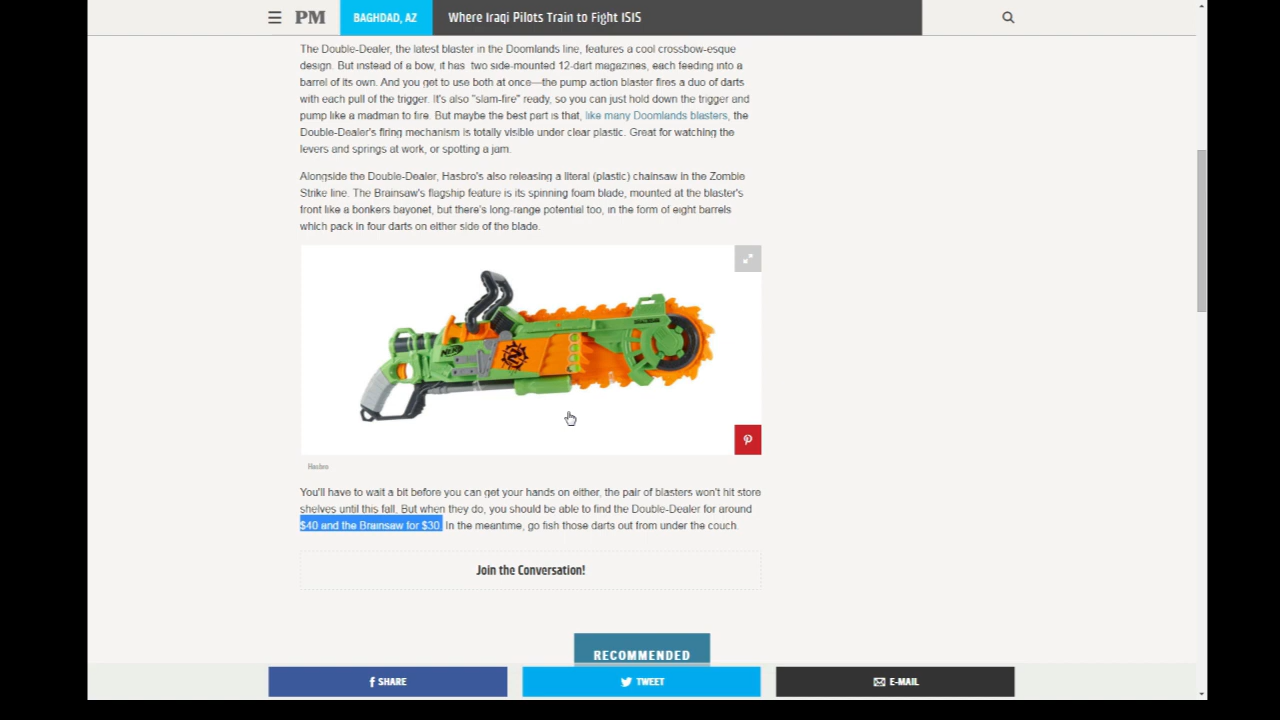 PM
BAGHDAD, AZ
Where Iraqi Pilots Train to Fight ISIS
The Double-Dealer, the latest blaster in the Doomlands line, features a cool crossbow-esque
design. But instead of a bow, it has two side-mounted 12-dart magazines, each feeding into a
barrel of its own. And you get to use both at once—the pump action blaster fires a duo of darts
with each pull of the trigger. It's also "slam-fire" ready, so you can just hold down the trigger and
pump like a madman to fire. But maybe the best part is that, like many Doomlands blasters, the
Double-Dealer's firing mechanism is totally visible under clear plastic. Great for watching the
levers and springs at work, or spotting a jam.
Alongside the Double-Dealer, Hasbro's also releasing a literal (plastic) chainsaw in the Zombie
Strike line. The Brainsaw's flagship feature is its spinning foam blade, mounted at the blaster's
front like a bonkers bayonet, but there's long-range potential too, in the form of eight barrels
which pack in four darts on either side of the blade.
NERF
Z
Hasbro
You'll have to wait a bit before you can get your hands on either, the pair of blasters won't hit store
shelves until this fall. But when they do, you should be able to find the Double-Dealer for around
$40 and the Brainsaw for $30. In the meantime, go fish those darts out from under the couch.
Join the Conversation!
RECOMMENDED
f SHARE
TWEET
E-MAIL